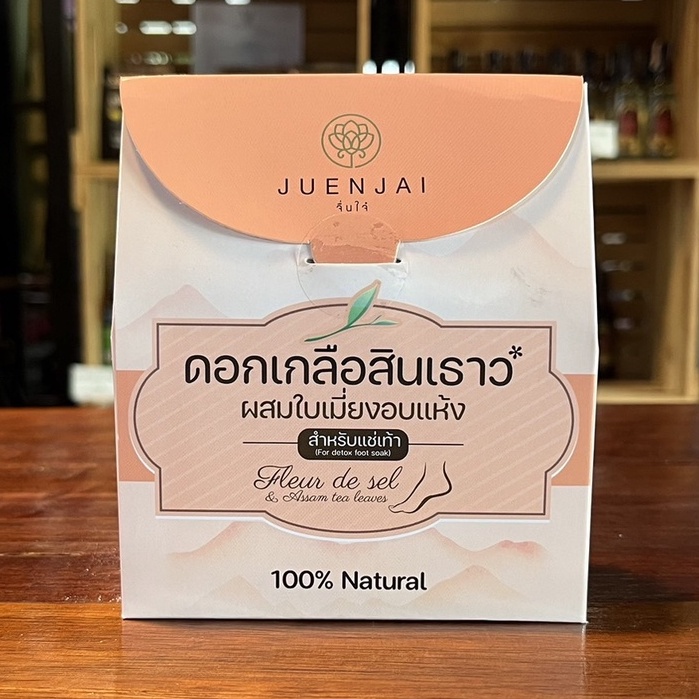 JUENJAI
จื่นใจ๋
ดอกเกลือสินเธาว*
ผสมใบเมี่ยงอบแห้ง
สำหรับแช่เท้า
(For detox foot soak)
Fleur de sel
& Assam tea leaves
100% Natural